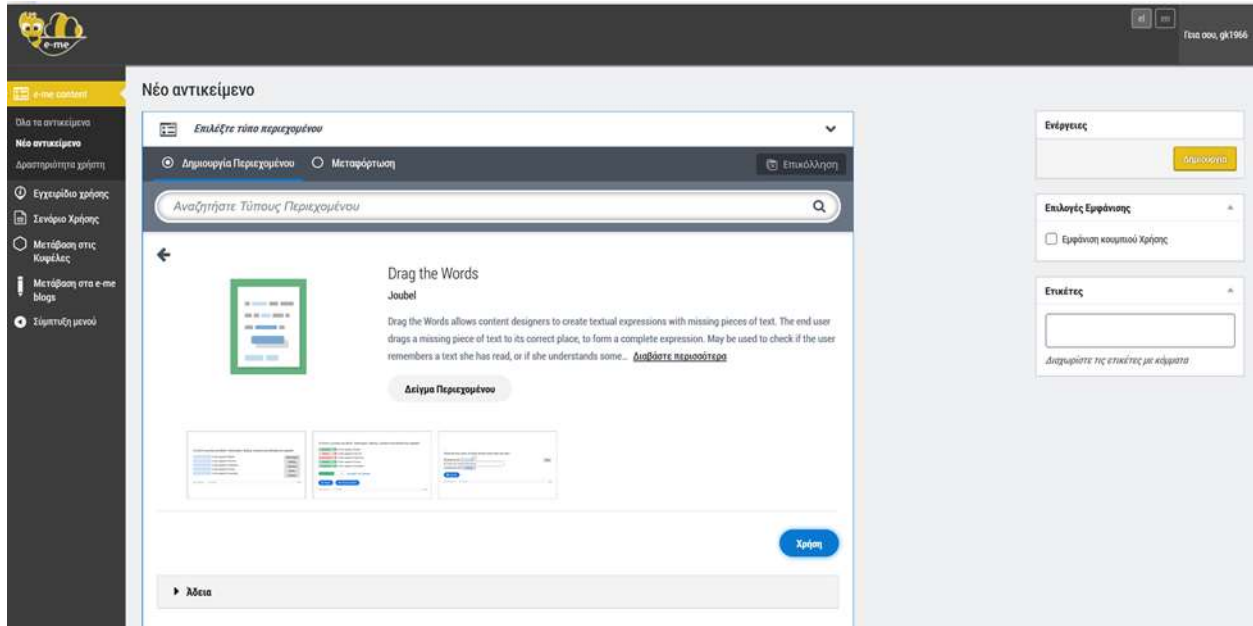 e-me
el
en
Γεια σου, gk1966
e-me content
Όλα τα αντικείμενα
Νέο αντικείμενο
Δραστηριότητα χρήστη
Εγχειρίδιο χρήσης
Σενάριο Χρήσης
Μετάβαση στις
Κυψέλες
Μετάβαση στα e-me
blogs
Σύμπτυξη μενού
Νέο αντικείμενο
Επιλέξτε τύπο περιεχομένου
Δημιουργία Περιεχομένου
Μεταφόρτωση
Επικόλληση
Αναζητήστε Τύπους Περιεχομένου
Drag the Words
Joubel
Drag the Words allows content designers to create textual expressions with missing pieces of text. The end user
drags a missing piece of text to its correct place, to form a complete expression. May be used to check if the user
remembers a text she has read, or if she understands some... Διαβάστε περισσότερα
Δείγμα Περιεχομένου
Χρήση
Άδεια
Ενέργειες
Δημιουργία
Επιλογές Εμφάνισης
Εμφάνιση κουμπιού Χρήσης
Ετικέτες
Διαχωρίστε τις ετικέτες με κόμματα